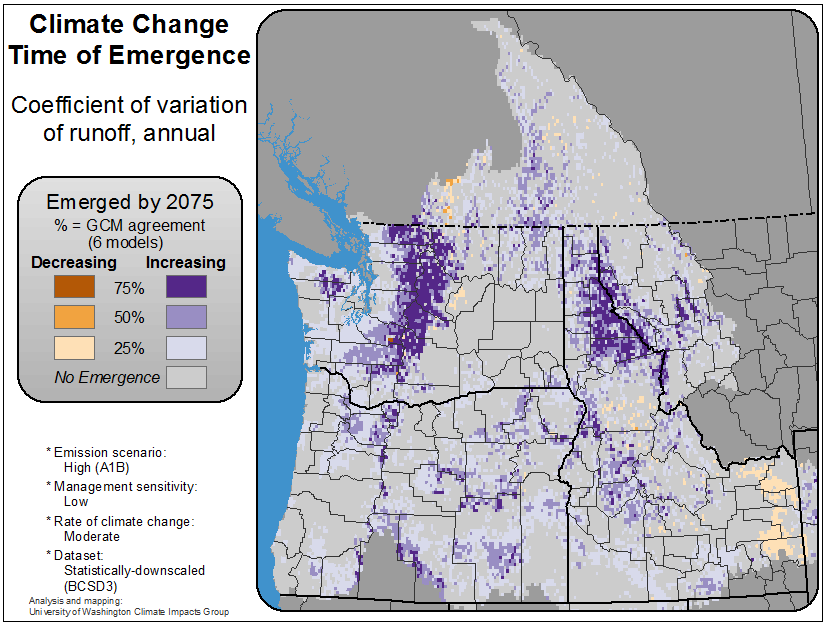 Climate Change
Time of Emergence
Coefficient of variation
of runoff, annual
Emerged by 2075
% = GCM agreement
(6 models)
Decreasing Increasing
75%
50%
25%
No Emergence
* Emission scenario:
High (A1B)
* Management sensitivity:
Low
* Rate of climate change:
Moderate
* Dataset:
Statistically-downscaled
(BCSD3)
Analysis and mapping:
University of Washington Climate Impacts Group